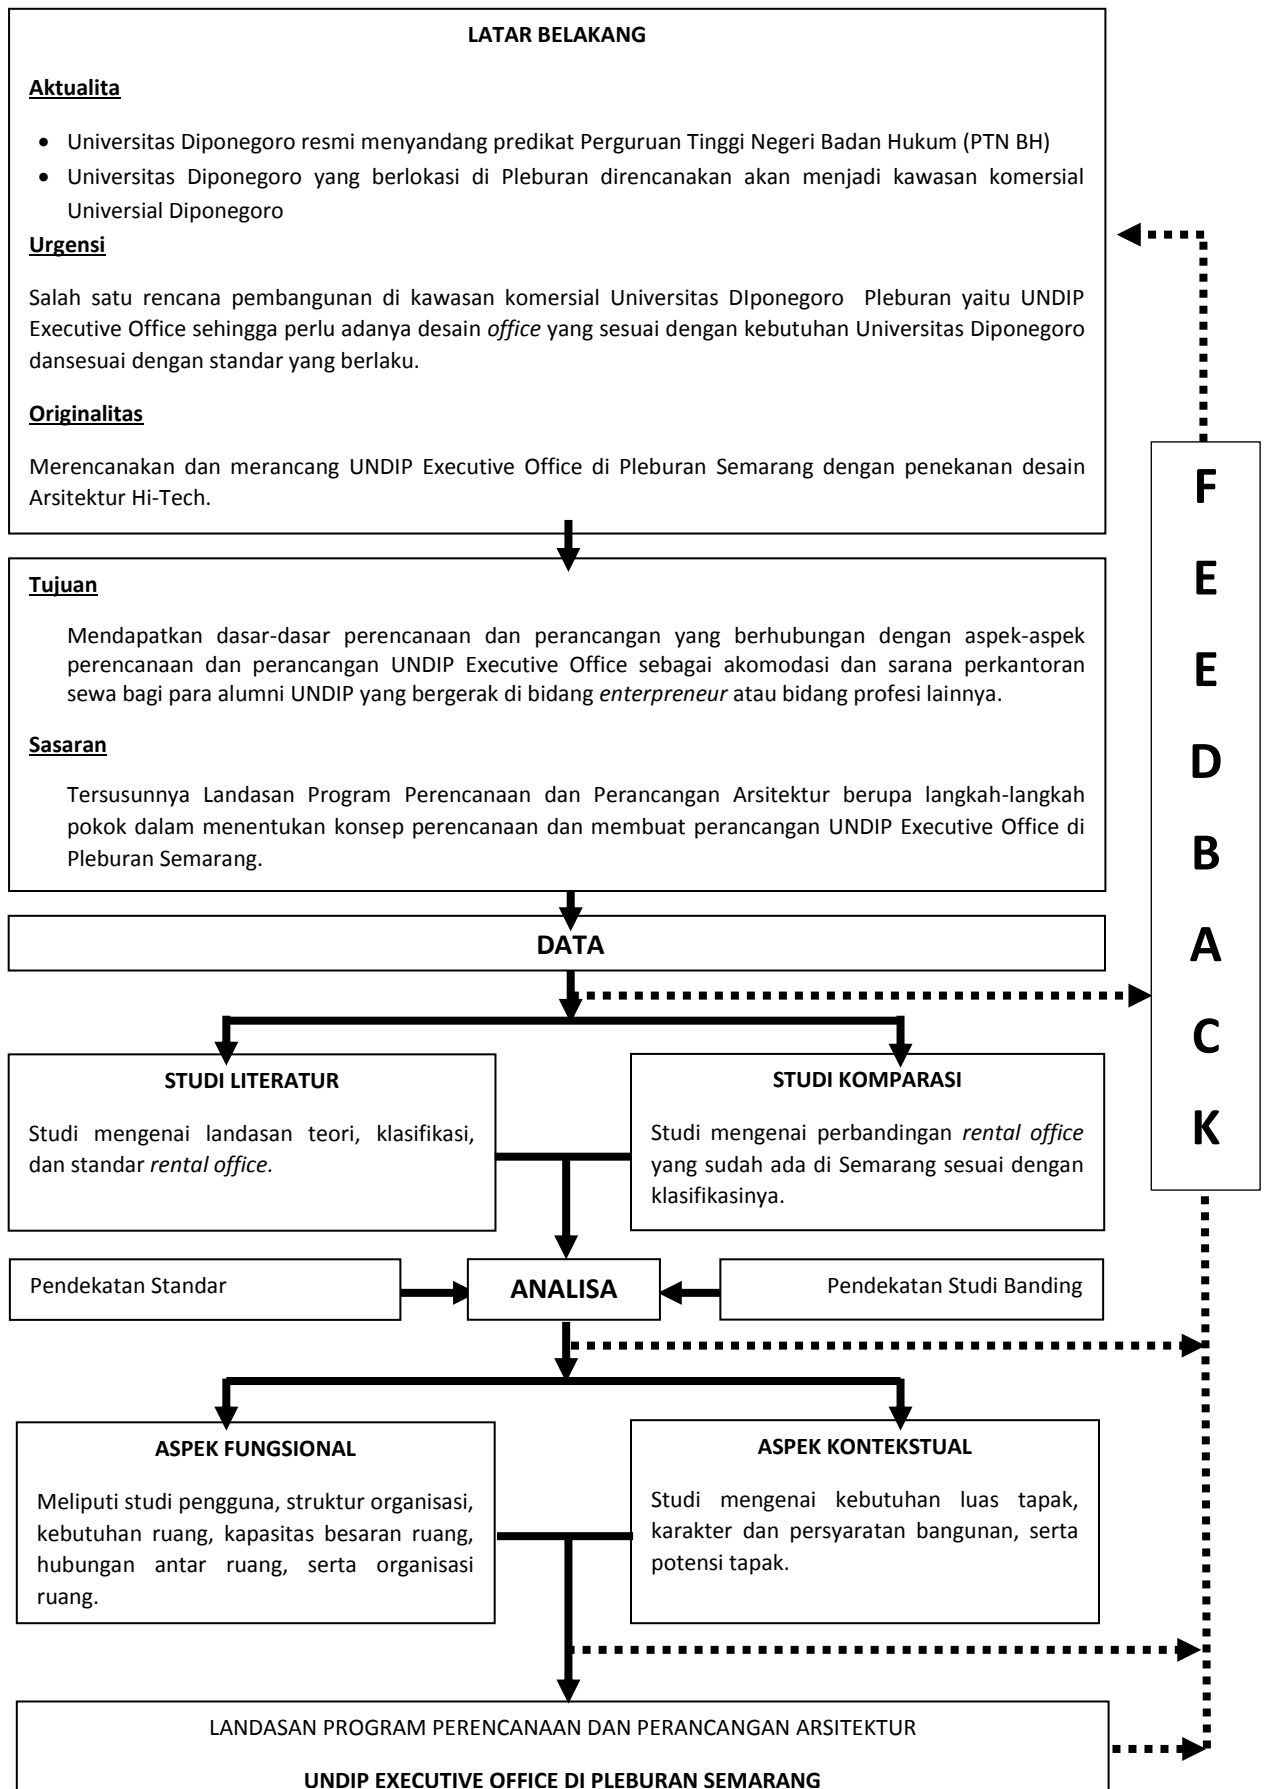 LATAR BELAKANG
Aktualita
• Universitas Diponegoro resmi menyandang predikat Perguruan Tinggi Negeri Badan Hukum (PTN BH)
• Universitas Diponegoro yang berlokasi di Pleburan direncanakan akan menjadi kawasan komersial
Universial Diponegoro
Urgensi
Salah satu rencana pembangunan di kawasan komersial Universitas DIponegoro Pleburan yaitu UNDIP
Executive Office sehingga perlu adanya desain office yang sesuai dengan kebutuhan Universitas Diponegoro
dansesuai dengan standar yang berlaku.
Originalitas
Merencanakan dan merancang UNDIP Executive Office di Pleburan Semarang dengan penekanan desain
Arsitektur Hi-Tech.
Tujuan
Mendapatkan dasar-dasar perencanaan dan perancangan yang berhubungan dengan aspek-aspek
perencanaan dan perancangan UNDIP Executive Office sebagai akomodasi dan sarana perkantoran
sewa bagi para alumni UNDIP yang bergerak di bidang enterpreneur atau bidang profesi lainnya.
Sasaran
Tersusunnya Landasan Program Perencanaan dan Perancangan Arsitektur berupa langkah-langkah
pokok dalam menentukan konsep perencanaan dan membuat perancangan UNDIP Executive Office di
Pleburan Semarang.
DATA
STUDI LITERATUR
Studi mengenai landasan teori, klasifikasi,
dan standar rental office.
STUDI KOMPARASI
Studi mengenai perbandingan rental office
yang sudah ada di Semarang sesuai dengan
klasifikasinya.
Pendekatan Standar
ANALISA
Pendekatan Studi Banding
ASPEK FUNGSIONAL
Meliputi studi pengguna, struktur organisasi,
kebutuhan ruang, kapasitas besaran ruang,
hubungan antar ruang, serta organisasi
ruang.
ASPEK KONTEKSTUAL
Studi mengenai kebutuhan luas tapak,
karakter dan persyaratan bangunan, serta
potensi tapak.
LANDASAN PROGRAM PERENCANAAN DAN PERANCANGAN ARSITEKTUR
UNDIP EXECUTIVE OFFICE DI PLEBURAN SEMARANG
F
E
E
D
B
A
C
K